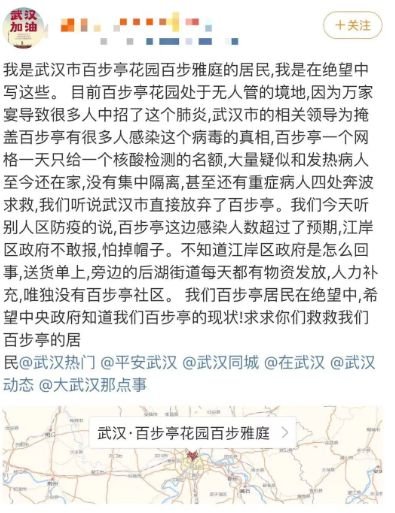 武汉
加油
+关注
我是武汉市百步亭花园百步雅庭的居民,我是在绝望中
写这些。 目前百步亭花园处于无人管的境地,因为万家
宴导致很多人中招了这个肺炎,武汉市的相关领导为掩
盖百步亭有很多人感染这个病毒的真相,百步亭一个网
格一天只给一个核酸检测的名额,大量疑似和发热病人
至今还在家,没有集中隔离,甚至还有重症病人四处奔波
求救,我们听说武汉市直接放弃了百步亭。我们今天听
别人区防疫的说,百步亭这边感染人数超过了预期,江岸
区政府不敢报,怕掉帽子。不知道江岸区政府是怎么回
事,送货单上,旁边的后湖街道每天都有物资发放,人力补
充,唯独没有百步亭社区。 我们百步亭居民在绝望中,希
望中央政府知道我们百步亭的现状!求求你们救救我们
百步亭的居
民@武汉热门 @平安武汉 @武汉同城 @在武汉 @武汉
动态 @大武汉那点事
武汉·百步亭花园百步雅庭